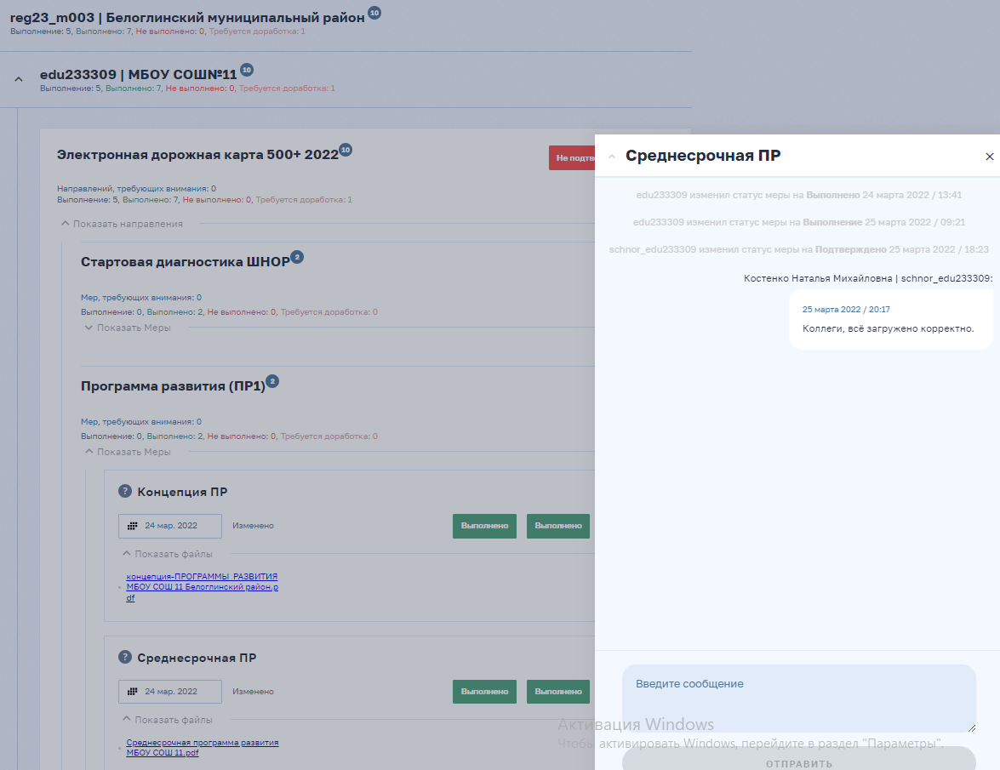 reg23_m003 | Белоглинский муниципальный район 10
Выполнение: 5, Выполнено: 7, Не выполнено: 0, Требуется доработка: 1
edu233309 | МБОУ СОШ№11 10
Выполнение: 5, Выполнено: 7, Не выполнено: 0, Требуется доработка: 1
Электронная дорожная карта 500+ 2022 10
Не подтв
Направлений, требующих внимания: 0
Выполнение: 5, Выполнено: 7, Не выполнено: 0, Требуется доработка: 1
Показать направления
Стартовая диагностика ШНОР 2
Мер, требующих внимания: 0
Выполнение: 0, Выполнено: 2, Не выполнено: 0, Требуется доработка: 0
Показать Меры
Программа развития (ПР1) 2
Мер, требующих внимания: 0
Выполнение: 0, Выполнено: 2, Не выполнено: 0, Требуется доработка: 0
Показать Меры
? Концепция ПР
24 мар. 2022 Изменено Выполнено Выполнено
Показать файлы
концепция-ПРОГРАММЫ_РАЗВИТИЯ
МБОУ СОШ 11 Белоглинский район.p
df
? Среднесрочная ПР
24 мар. 2022 Изменено Выполнено Выполнено
Показать файлы
Среднесрочная программа развития
МБОУ СОШ 11.pdf
Среднесрочная ПР
edu233309 изменил статус меры на Выполнено 24 марта 2022 / 13:41
edu233309 изменил статус меры на Выполнение 25 марта 2022 / 09:21
schnor_edu233309 изменил статус меры на Подтверждено 25 марта 2022 / 18:23
Костенко Наталья Михайловна | schnor_edu233309:
25 марта 2022 / 20:17
Коллеги, всё загружено корректно.
Введите сообщение
Активация Windows
Чтобы активировать Windows, перейдите в раздел "Параметры".
ОТПРАВИТЬ